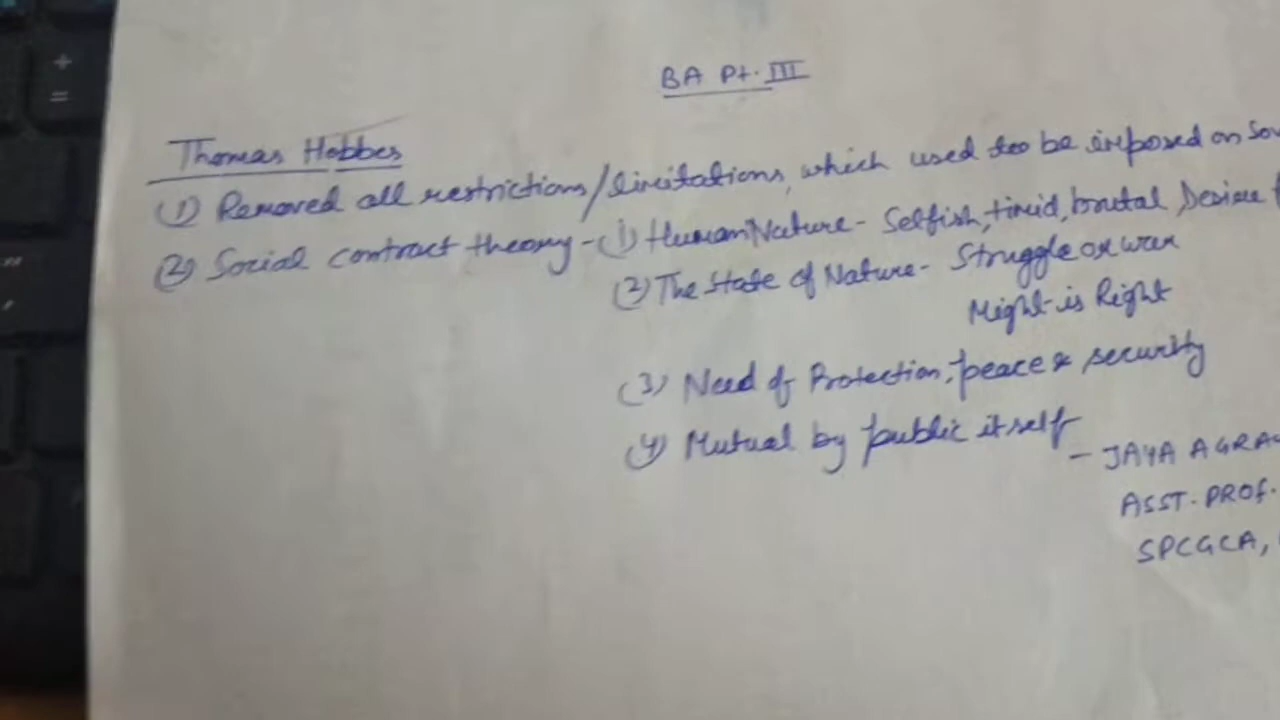 BA Pt. III
Thomas Hobbes
(1) Removed all restrictions/limitations, which used to be imposed on
(2) Social contract theory - (1) Human Nature - Selfish, timid, brutal, Desire
(2) The State of Nature - Struggle or war
Might is Right
(3) Need of Protection, peace & security
(4) Mutual by public itself
- JAYA
ASST. PROF.
SPCGCA,